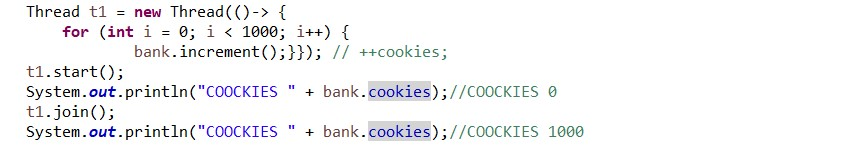 Thread t1 = new Thread(()-> {
for (int i = 0; i < 1000; i++) {
bank.increment();}}); // ++cookies;
t1.start();
System.out.println("COOCKIES " + bank.cookies);//COOCKIES 0
t1.join();
System.out.println("COOCKIES " + bank.cookies);//COOCKIES 1000